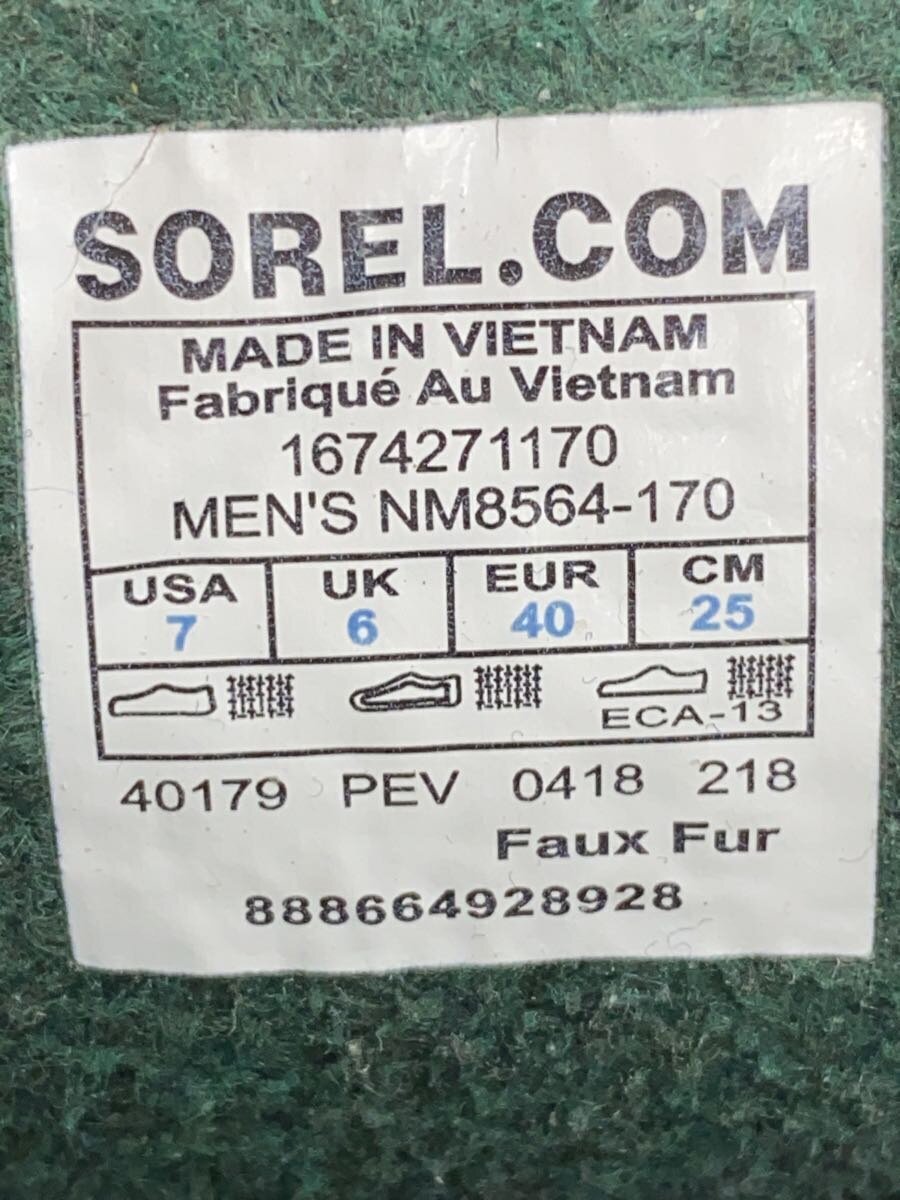 SOREL.COM
MADE IN VIETNAM
Fabriqué Au Vietnam
1674271170
MEN'S NM8564-170
USA UK EUR CM
7 6 40 25
ECA-13
40179 PEV 0418 218
Faux Fur
888664928928